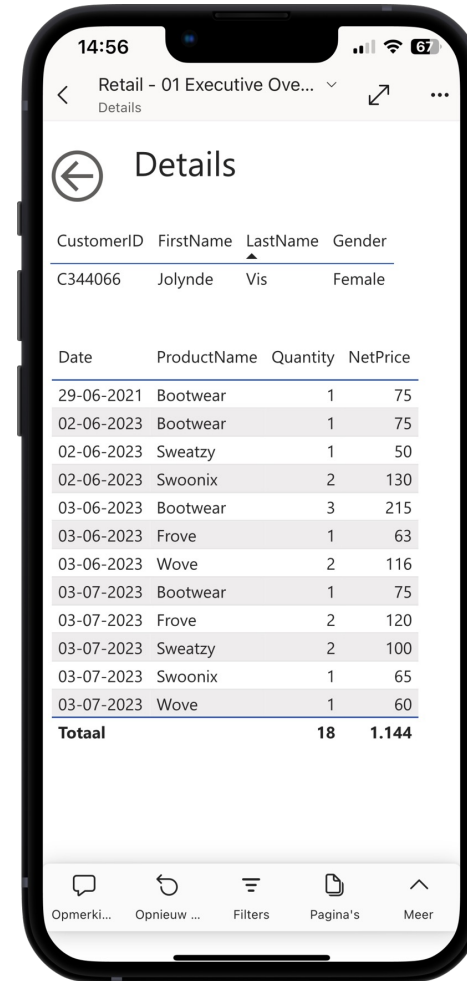 14:56 67
Retail - 01 Executive Ove...
Details
Details
CustomerID FirstName LastName Gender
C344066 Jolynde Vis Female
Date ProductName Quantity NetPrice
29-06-2021 Bootwear 1 75
02-06-2023 Bootwear 1 75
02-06-2023 Sweatzy 1 50
02-06-2023 Swoonix 2 130
03-06-2023 Bootwear 3 215
03-06-2023 Frove 1 63
03-06-2023 Wove 2 116
03-07-2023 Bootwear 1 75
03-07-2023 Frove 2 120
03-07-2023 Sweatzy 2 100
03-07-2023 Swoonix 1 65
03-07-2023 Wove 1 60
Totaal 18 1.144
Opmerki... Opnieuw ... Filters Pagina's Meer